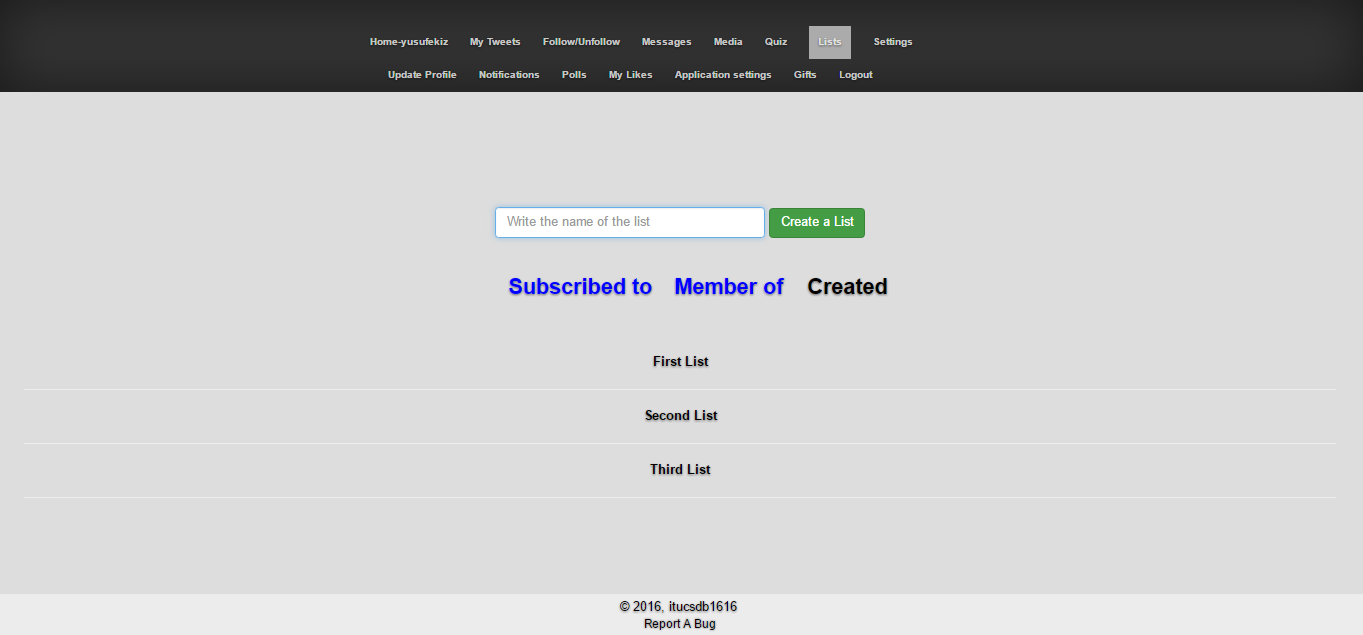 Home-yusufekiz My Tweets Follow/Unfollow Messages Media Quiz Lists Settings
Update Profile Notifications Polls My Likes Application settings Gifts Logout
Write the name of the list Create a List
Subscribed to Member of Created
First List
Second List
Third List
© 2016, itucsdb1616
Report A Bug